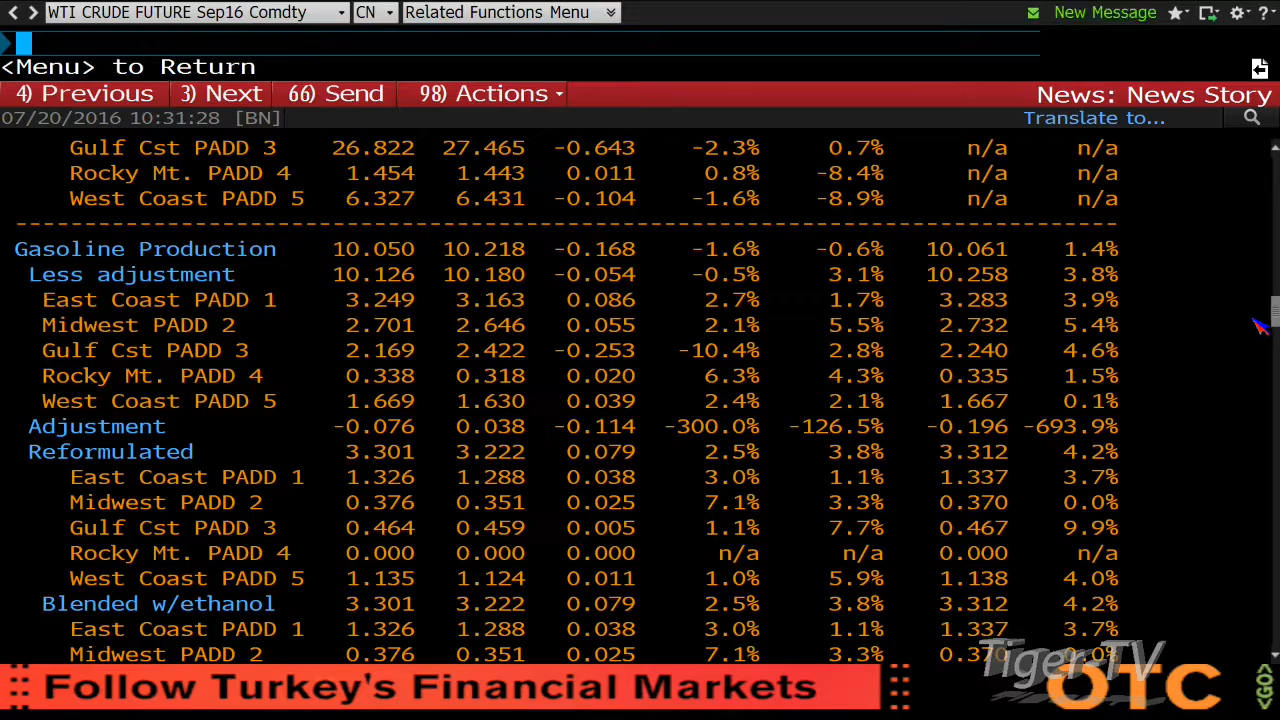 WTI CRUDE FUTURE Sep16 Comdty CN Related Functions Menu New Message
<Menu> to Return
4) Previous 3) Next 66) Send 98) Actions News: News Story
07/20/2016 10:31:28 [BN] Translate to...
Gulf Cst PADD 3 26.822 27.465 -0.643 -2.3% 0.7% n/a n/a
Rocky Mt. PADD 4 1.454 1.443 0.011 0.8% -8.4% n/a n/a
West Coast PADD 5 6.327 6.431 -0.104 -1.6% -8.9% n/a n/a
--------------------------------------------------------------------------------
Gasoline Production 10.050 10.218 -0.168 -1.6% -0.6% 10.061 1.4%
Less adjustment 10.126 10.180 -0.054 -0.5% 3.1% 10.258 3.8%
East Coast PADD 1 3.249 3.163 0.086 2.7% 1.7% 3.283 3.9%
Midwest PADD 2 2.701 2.646 0.055 2.1% 5.5% 2.732 5.4%
Gulf Cst PADD 3 2.169 2.422 -0.253 -10.4% 2.8% 2.240 4.6%
Rocky Mt. PADD 4 0.338 0.318 0.020 6.3% 4.3% 0.335 1.5%
West Coast PADD 5 1.669 1.630 0.039 2.4% 2.1% 1.667 0.1%
Adjustment -0.076 0.038 -0.114 -300.0% -126.5% -0.196 -693.9%
Reformulated 3.301 3.222 0.079 2.5% 3.8% 3.312 4.2%
East Coast PADD 1 1.326 1.288 0.038 3.0% 1.1% 1.337 3.7%
Midwest PADD 2 0.376 0.351 0.025 7.1% 3.3% 0.370 0.0%
Gulf Cst PADD 3 0.464 0.459 0.005 1.1% 7.7% 0.467 9.9%
Rocky Mt. PADD 4 0.000 0.000 0.000 n/a n/a 0.000 n/a
West Coast PADD 5 1.135 1.124 0.011 1.0% 5.9% 1.138 4.0%
Blended w/ethanol 3.301 3.222 0.079 2.5% 3.8% 3.312 4.2%
East Coast PADD 1 1.326 1.288 0.038 3.0% 1.1% 1.337 3.7%
Midwest PADD 2 0.376 0.351 0.025 7.1% 3.3% 0.370 0.0%
Tiger-TV
Follow Turkey's Financial Markets OTC <GO>